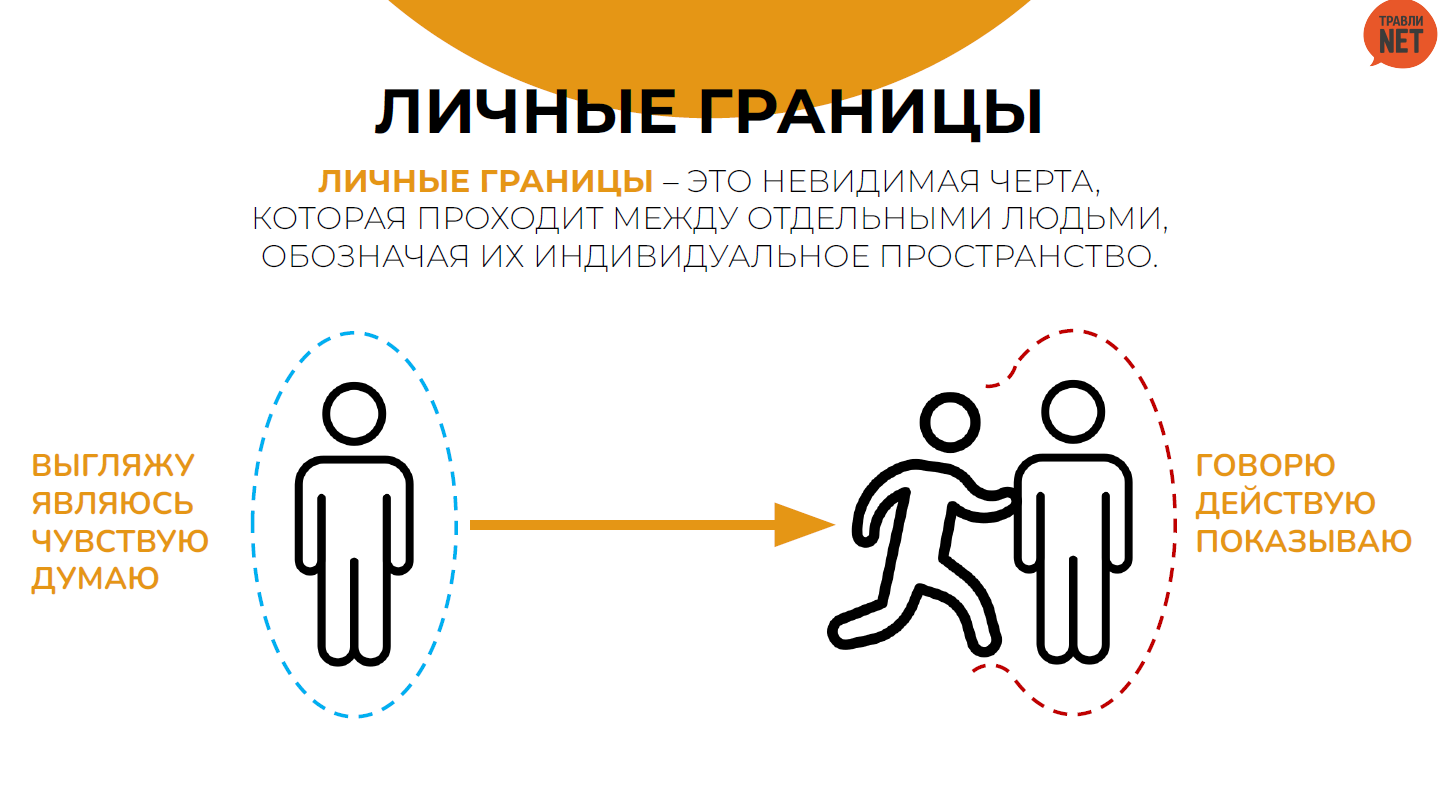 ТРАВЛИ
NET
ЛИЧНЫЕ ГРАНИЦЫ
ЛИЧНЫЕ ГРАНИЦЫ – ЭТО НЕВИДИМАЯ ЧЕРТА,
КОТОРАЯ ПРОХОДИТ МЕЖДУ ОТДЕЛЬНЫМИ ЛЮДЬМИ,
ОБОЗНАЧАЯ ИХ ИНДИВИДУАЛЬНОЕ ПРОСТРАНСТВО.
ВЫГЛЯЖУ
ЯВЛЯЮСЬ
ЧУВСТВУЮ
ДУМАЮ
ГОВОРЮ
ДЕЙСТВУЮ
ПОКАЗЫВАЮ